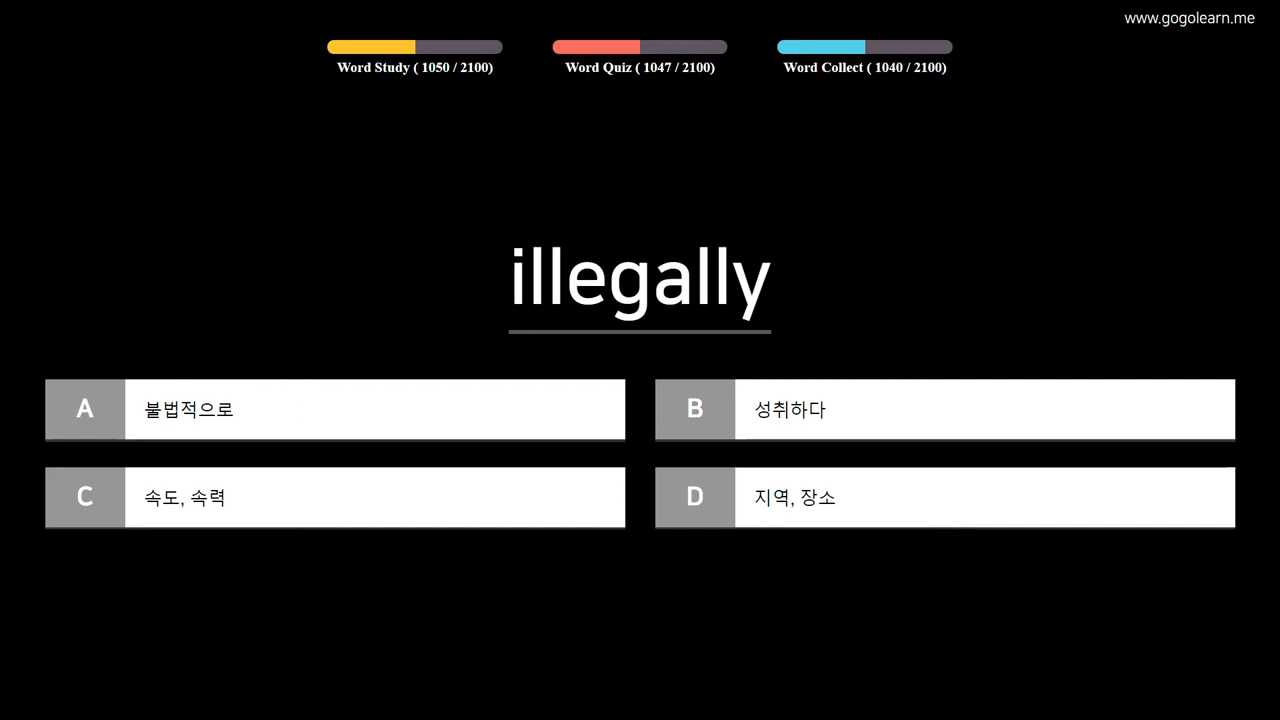 www.gogolearn.me
Word Study ( 1050 / 2100)
Word Quiz ( 1047 / 2100)
Word Collect ( 1040 / 2100)
illegally
A 불법적으로
B 성취하다
C 속도, 속력
D 지역, 장소